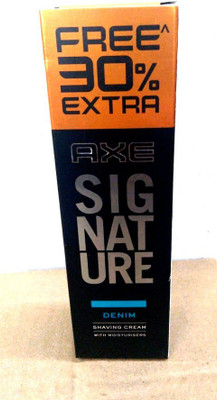 FREE^
30%
EXTRA
AXE
SIG
NAT
URE
DENIM
SHAVING CREAM
WITH MOISTURISERS